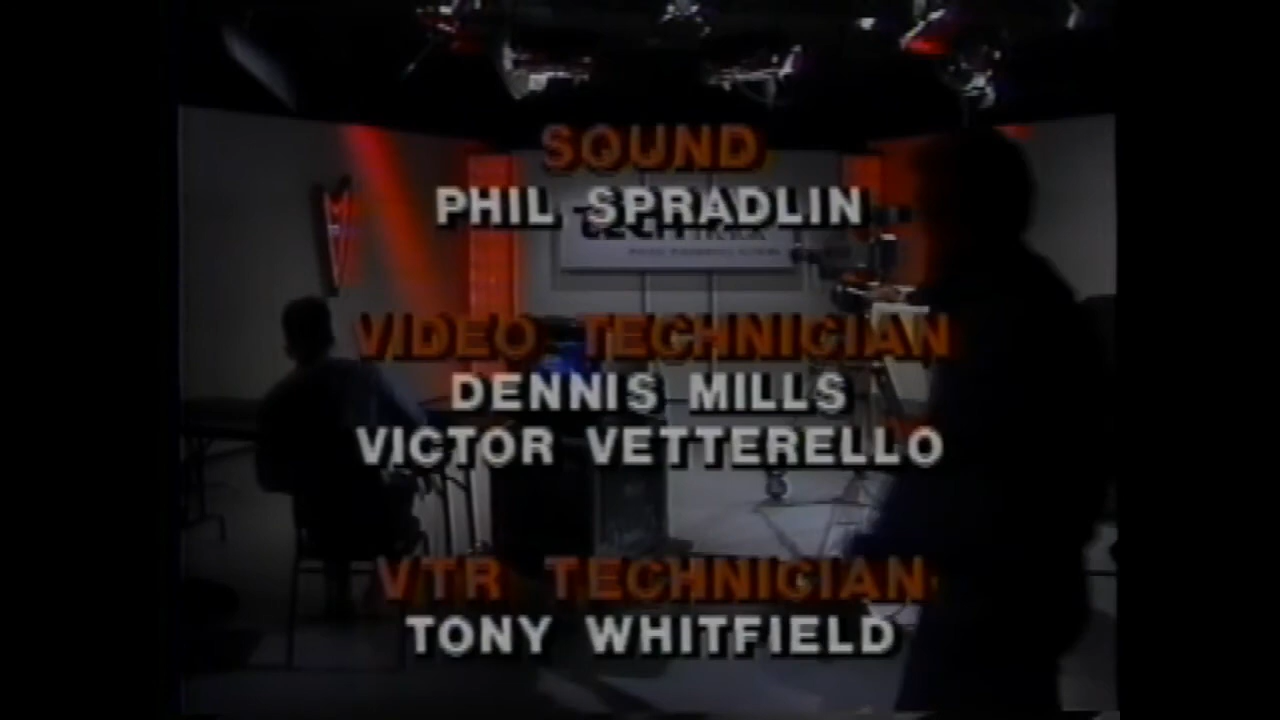 SOUND
PHIL SPRADLIN
VIDEO TECHNICIAN
DENNIS MILLS
VICTOR VETTERELLO
VTR TECHNICIAN
TONY WHITFIELD